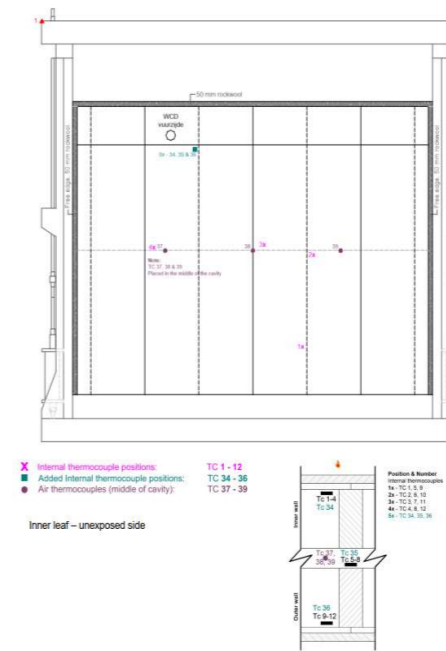 1
50 mm rockwool
WCD
vuurzijde
5x - 34, 35 & 36
Free edge, 50 mm rockwool
Free edge, 50 mm rockwool
4x 37
38
3x
2x
39
Note:
TC 37, 38 & 39
Placed in the middle of the cavity
1x
X Internal thermocouple positions: TC 1 - 12
Added Internal thermocouple positions: TC 34 - 36
Air thermocouples (middle of cavity): TC 37 - 39
Inner leaf – unexposed side
Inner wall
Outer wall
Tc 1-4
Tc 34
Tc 37,
38, 39
Tc 35
Tc 5-8
Tc 36
Tc 9-12
Position & Number
Internal thermocouples
1x - TC 1, 5, 9
2x - TC 2, 6, 10
3x - TC 3, 7, 11
4x - TC 4, 8, 12
5x - TC 34, 35, 36